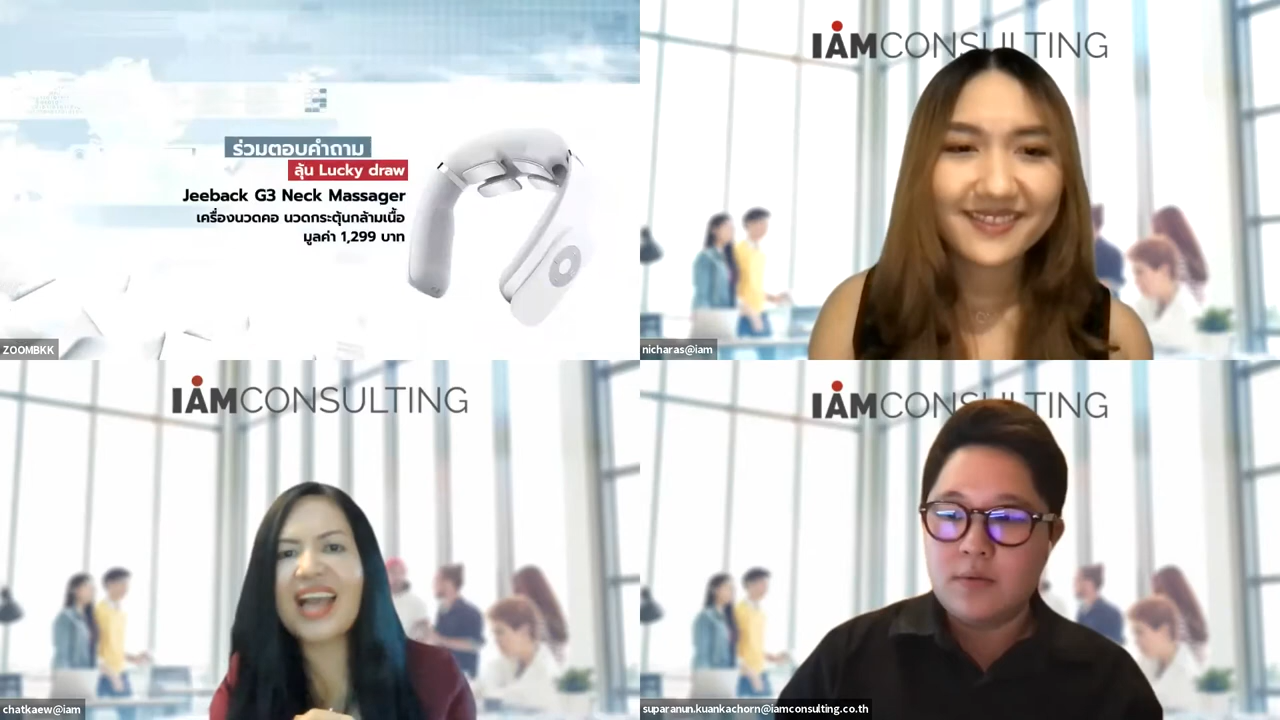 ร่วมตอบคำถาม
ลุ้น Lucky draw
Jeeback G3 Neck Massager
เครื่องนวดคอ นวดกระตุ้นกล้ามเนื้อ
มูลค่า 1,299 บาท
ZOOMBKK
IAMCONSULTING
nicharas@iam
IAMCONSULTING
chatkaew@iam
IAMCONSULTING
suparanun.kuankachorn@iamconsulting.co.th